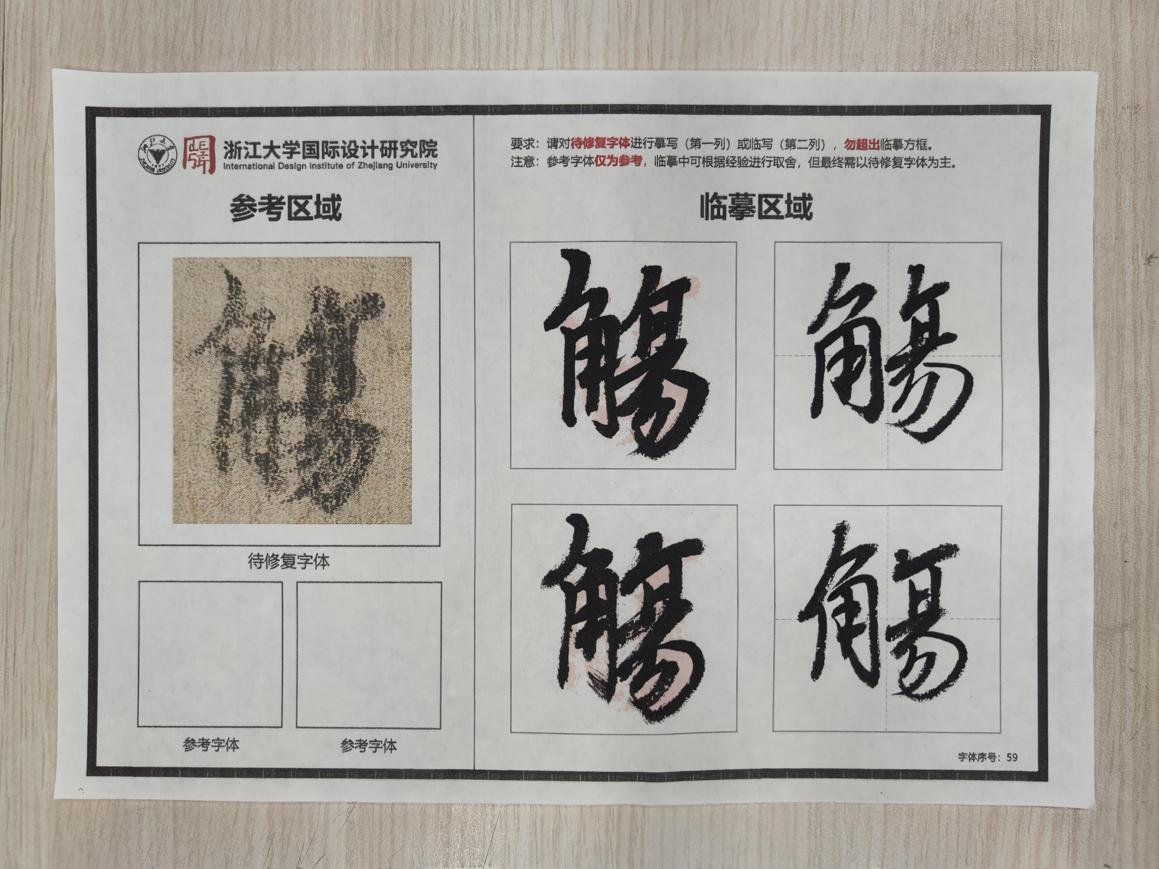 浙江大学国际设计研究院
International Design Institute of Zhejiang University
要求：请对待修复字体进行摹写（第一列）或临写（第二列），勿超出临摹方框。
注意：参考字体仅为参考，临摹中可根据经验进行取舍，但最终需以待修复字体为主。
参考区域
临摹区域
待修复字体
参考字体
参考字体
字体序号：59